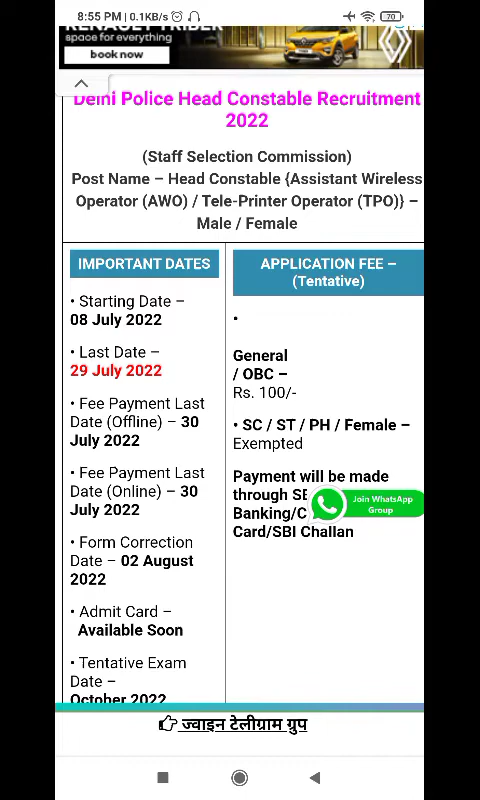 8:55 PM | 0.1KB/s
70
RENAULT TRIBER
space for everything
book now
Delhi Police Head Constable Recruitment
2022
(Staff Selection Commission)
Post Name – Head Constable {Assistant Wireless
Operator (AWO) / Tele-Printer Operator (TPO)} –
Male / Female
IMPORTANT DATES
• Starting Date –
08 July 2022
• Last Date –
29 July 2022
• Fee Payment Last
Date (Offline) – 30
July 2022
• Fee Payment Last
Date (Online) – 30
July 2022
• Form Correction
Date – 02 August
2022
• Admit Card –
Available Soon
• Tentative Exam
Date –
October 2022
APPLICATION FEE –
(Tentative)
•
General
/ OBC –
Rs. 100/-
• SC / ST / PH / Female –
Exempted
Payment will be made
through
Banking/
Card/SBI Challan
Join WhatsApp
Group
ज्वाइन टेलीग्राम ग्रुप